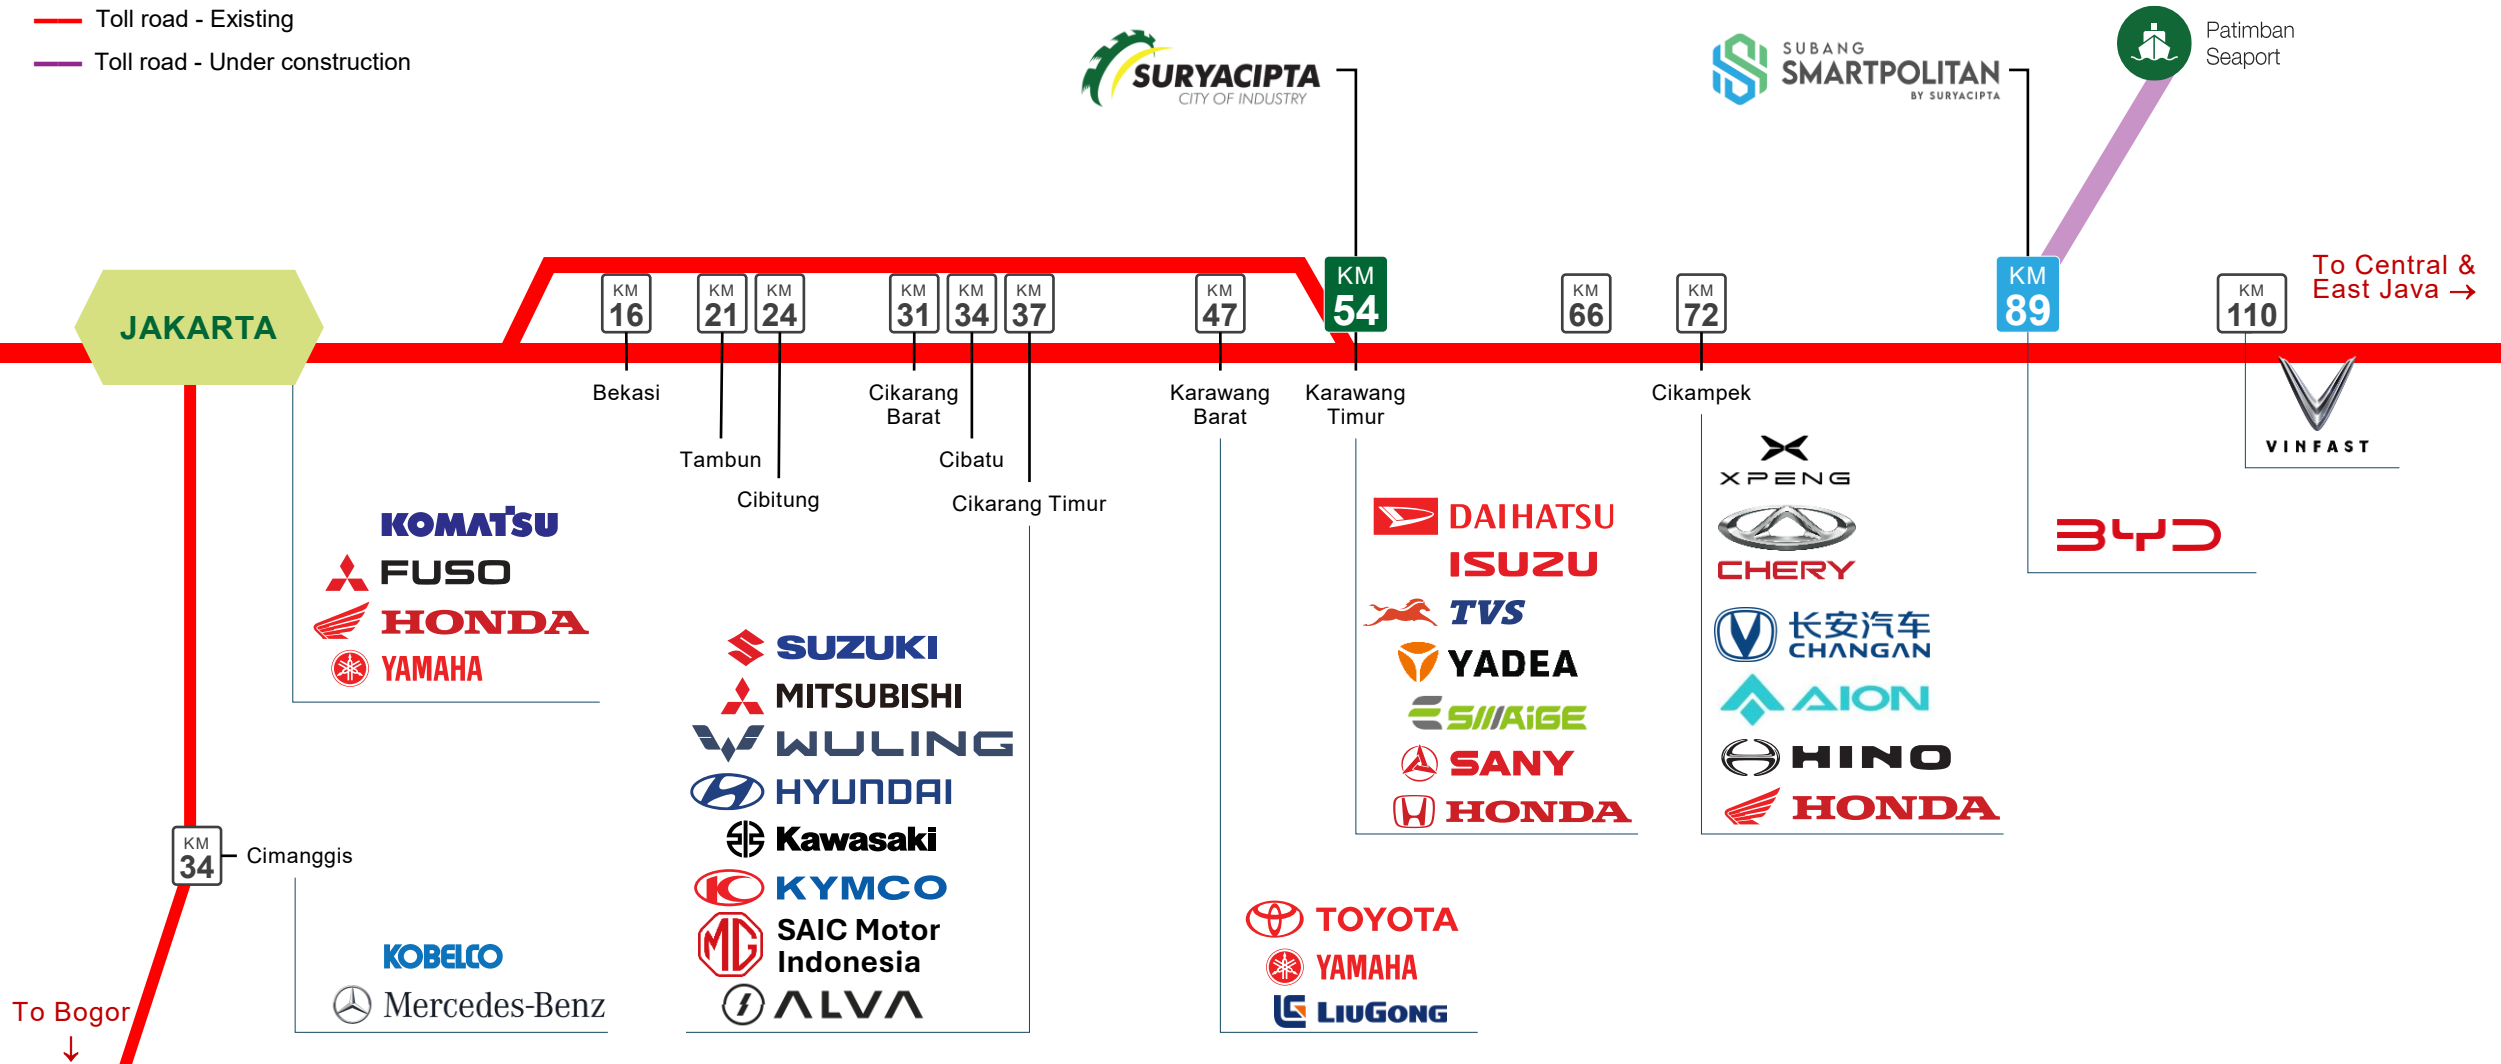 Toll road - Existing
Toll road - Under construction
SURYACIPTA
CITY OF INDUSTRY
SUBANG
SMARTPOLITAN
BY SURYACIPTA
Patimban
Seaport
To Central &
East Java →
JAKARTA
KM
16
KM
21
KM
24
KM
31
KM
34
KM
37
KM
47
KM
54
KM
66
KM
72
KM
89
KM
110
Bekasi
Tambun
Cibitung
Cikarang
Barat
Cibatu
Cikarang Timur
Karawang
Barat
Karawang
Timur
Cikampek
KOMATSU
FUSO
HONDA
YAMAHA
KM
34
Cimanggis
KOBELCO
Mercedes-Benz
To Bogor
↓
SUZUKI
MITSUBISHI
WULING
HYUNDAI
Kawasaki
KYMCO
MG
SAIC Motor
Indonesia
ALVA
TOYOTA
YAMAHA
LIUGONG
DAIHATSU
ISUZU
TVS
YADEA
SMAiGE
SANY
HONDA
XPENG
CHERY
长安汽车
CHANGAN
AION
HINO
HONDA
BYD
VINFAST